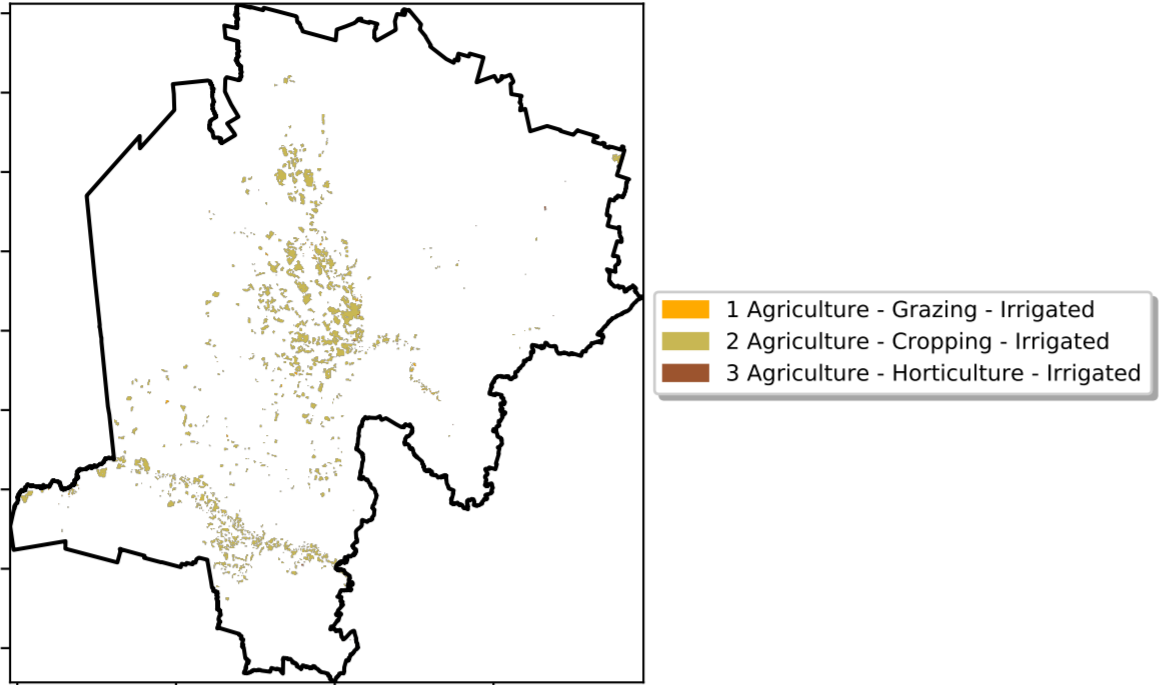 1 Agriculture - Grazing - Irrigated
2 Agriculture - Cropping - Irrigated
3 Agriculture - Horticulture - Irrigated